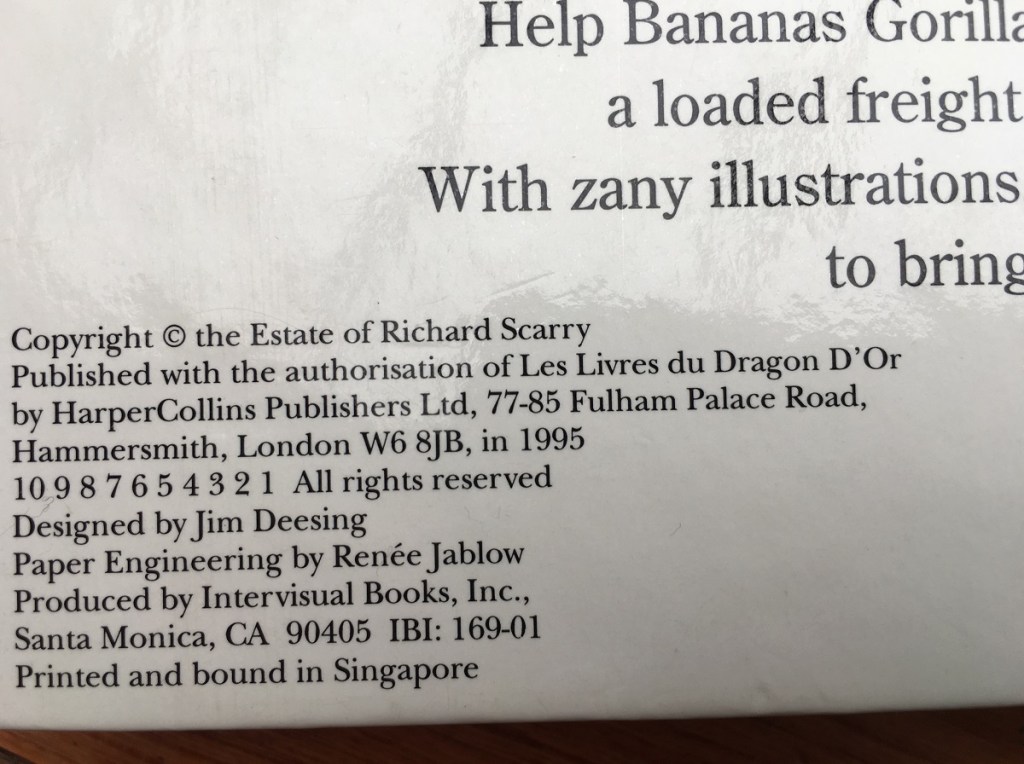 Help Bananas Gorilla
a loaded freight
With zany illustrations
to bring
Copyright © the Estate of Richard Scarry
Published with the authorisation of Les Livres du Dragon D'Or
by HarperCollins Publishers Ltd, 77-85 Fulham Palace Road,
Hammersmith, London W6 8JB, in 1995
10 9 8 7 6 5 4 3 2 1 All rights reserved
Designed by Jim Deesing
Paper Engineering by Renée Jablow
Produced by Intervisual Books, Inc.,
Santa Monica, CA 90405 IBI: 169-01
Printed and bound in Singapore